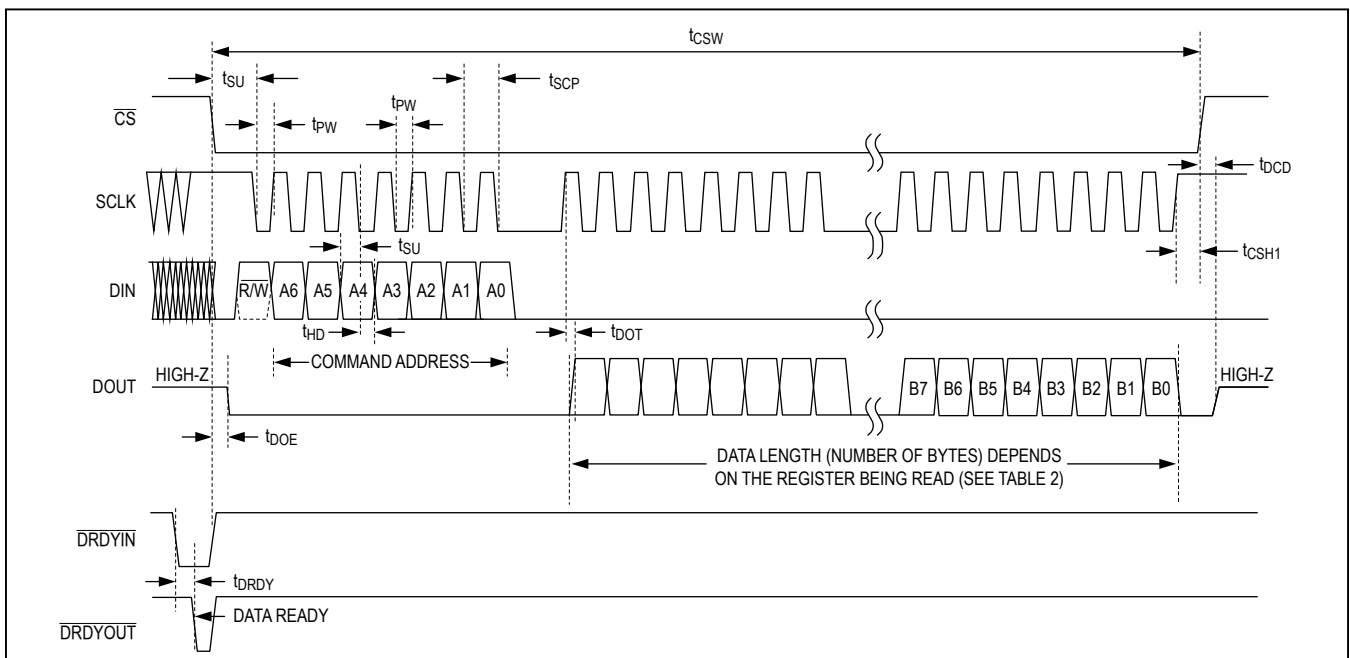 tCSW
tSU
tSCP
tPW
tPW
CS
tDCD
SCLK
tSU
tCSH1
DIN
R/W A6 A5 A4 A3 A2 A1 A0
tHD
tDOT
COMMAND ADDRESS
HIGH-Z
HIGH-Z
DOUT
B7 B6 B5 B4 B3 B2 B1 B0
tDOE
DATA LENGTH (NUMBER OF BYTES) DEPENDS
ON THE REGISTER BEING READ (SEE TABLE 2)
DRDYIN
tDRDY
DATA READY
DRDYOUT